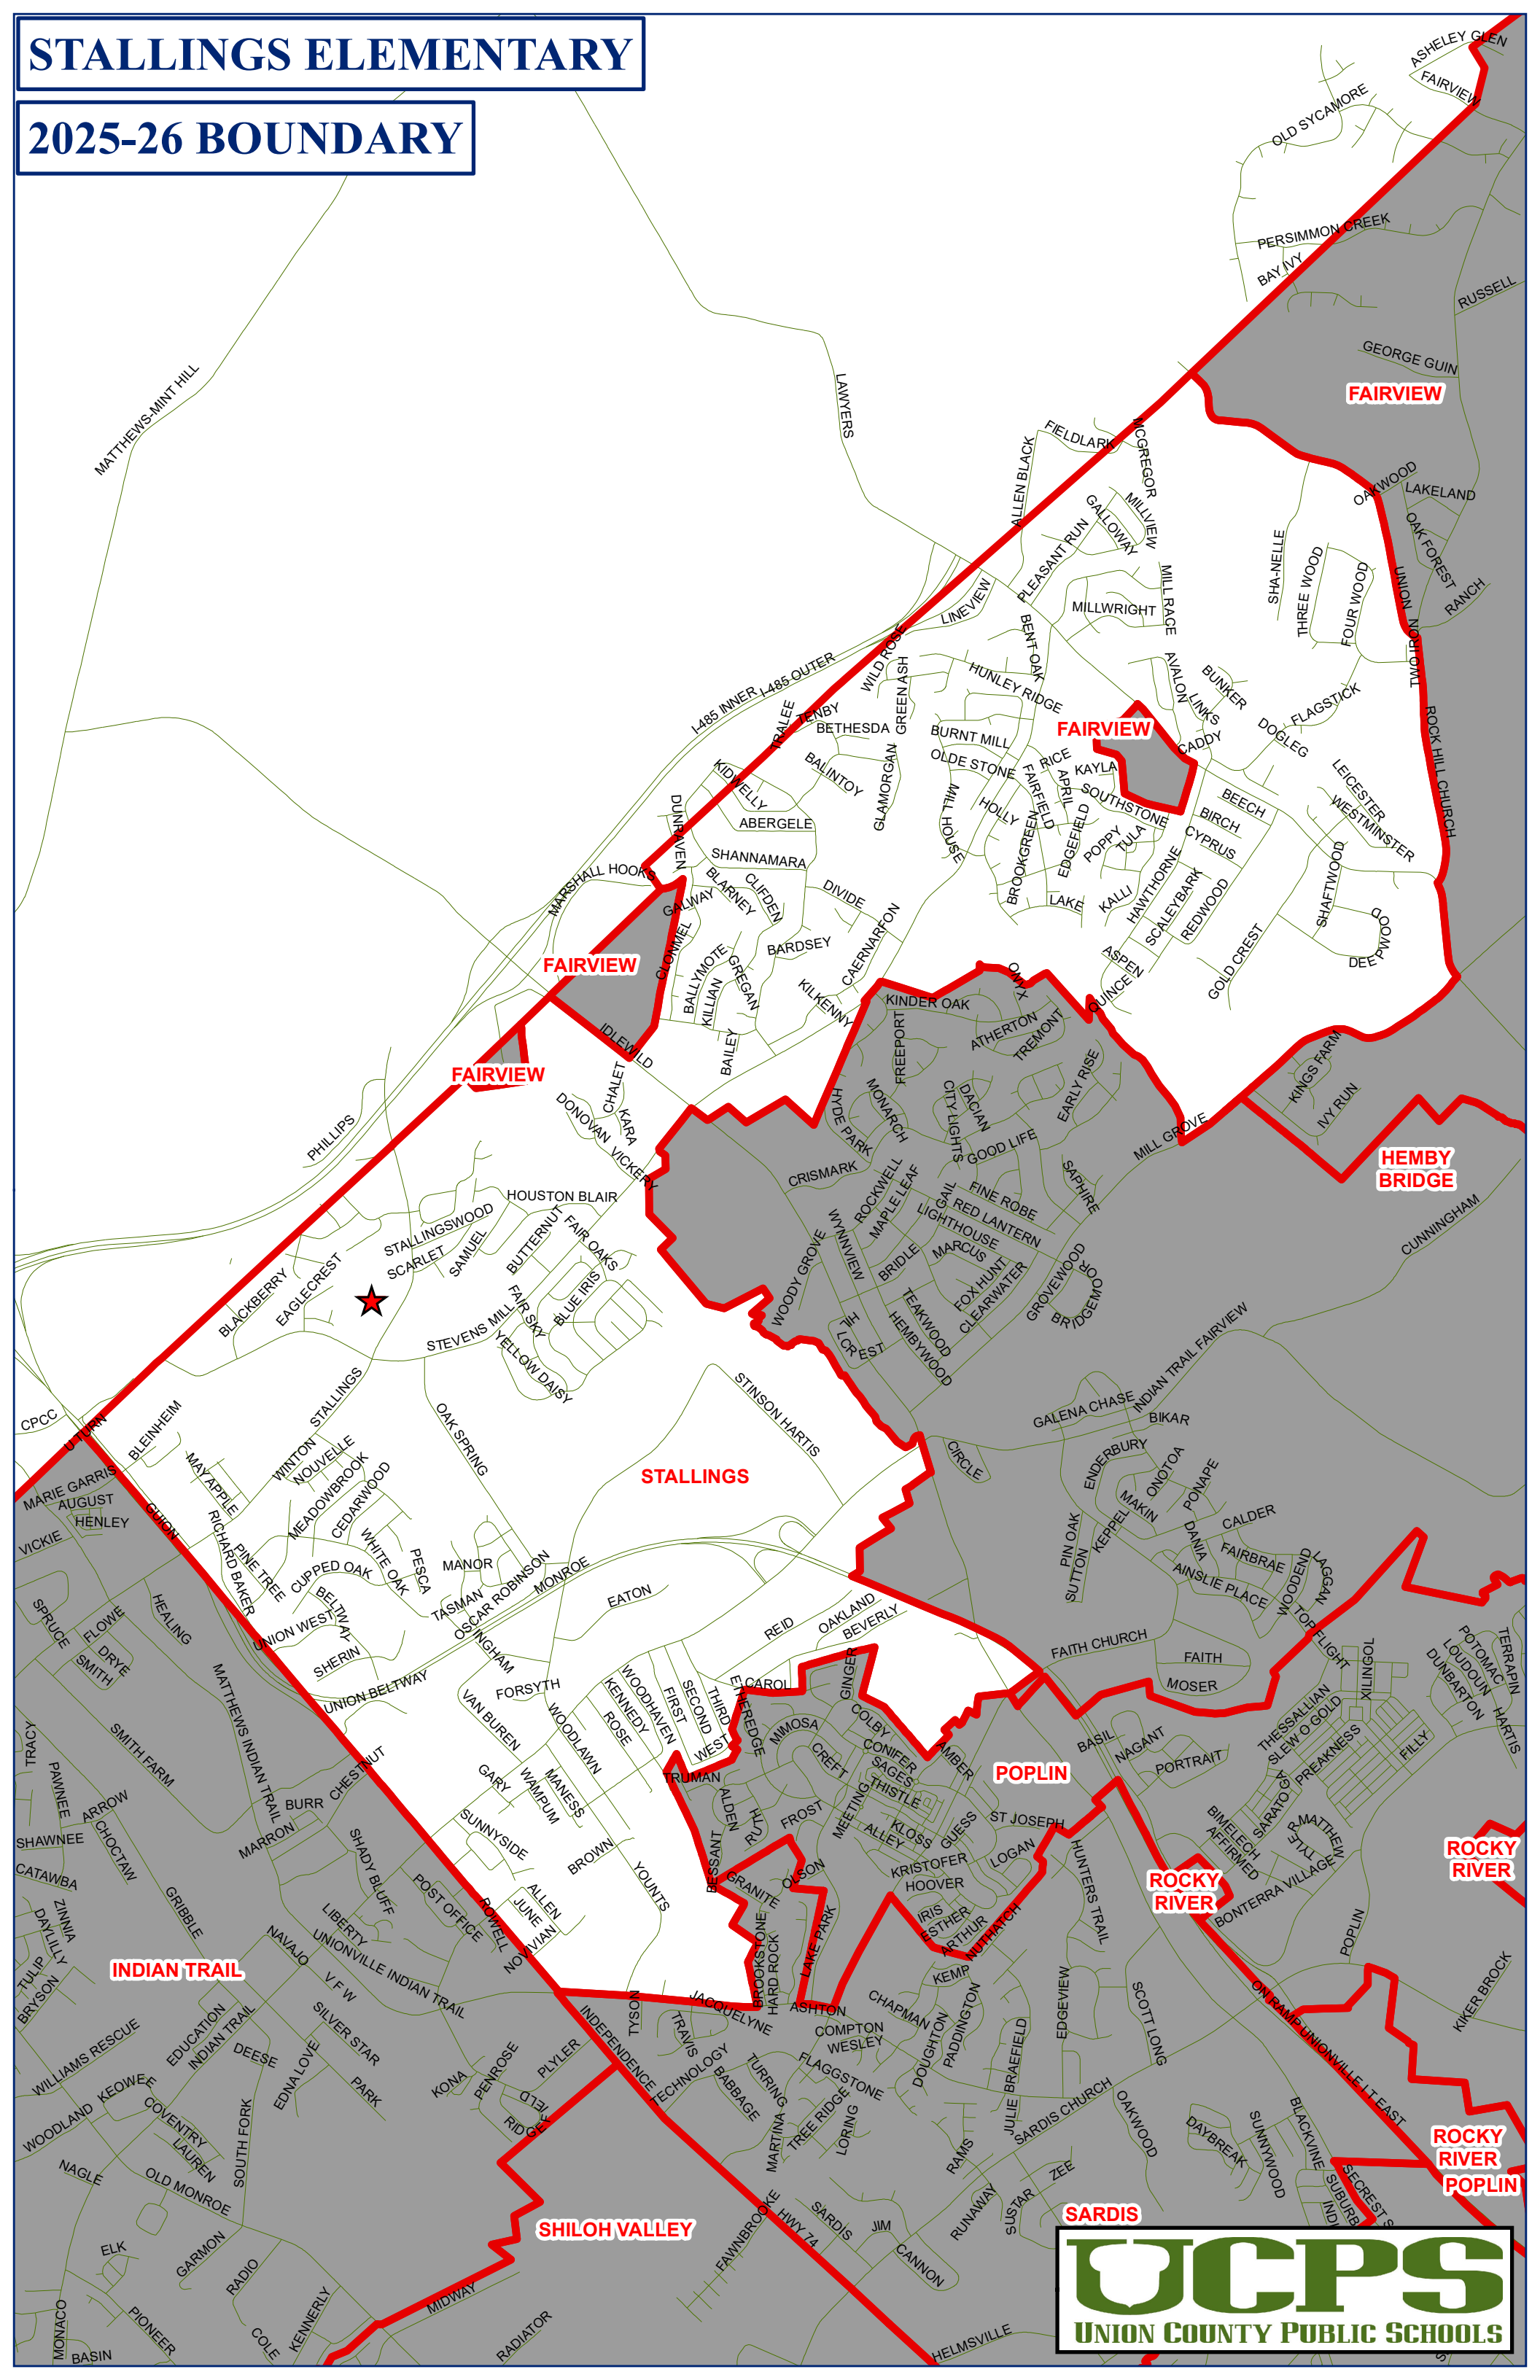 STALLINGS ELEMENTARY
2025-26 BOUNDARY
ASHELEY GLEN
FAIRVIEW
OLD SYCAMORE
PERSIMMON CREEK
BAY IVY
RUSSELL
GEORGE GUIN
FAIRVIEW
MATTHEWS-MINT HILL
LAWYERS
FIELDLARK
MCGREGOR
ALLEN BLACK
OAKWOOD
LAKELAND
MILLVIEW
GALLOWAY
PLEASANT RUN
OAK FOREST
SHA-NELLE
THREE WOOD
FOUR WOOD
UNION
RANCH
LINEVIEW
MILLWRIGHT
MILL RACE
TWO IRON
BENT OAK
WILD ROSE
GREEN ASH
HUNLEY RIDGE
AVALON
BUNKER
LINKS
FLAGSTICK
I-485 INNER
I-485 OUTER
TRALEE
TENBY
BETHESDA
BURNT MILL
FAIRVIEW
CADDY
DOGLEG
ROCK HILL CHURCH
KIDWELLY
BALINTOY
GLAMORGAN
OLDE STONE
RICE
KAYLA
APRIL
FAIRFIELD
SOUTHSTONE
LEICESTER
WESTMINSTER
DUNRAVEN
ABERGELE
MILL HOUSE
HOLLY
BROOKGREEN
EDGEFIELD
POPPY
TULA
BEECH
BIRCH
CYPRUS
SHANNAMARA
MARSHALL HOOKS
BLARNEY
CLIFDEN
GALWAY
DIVIDE
LAKE
KALLI
HAWTHORNE
SCALEYBARK
REDWOOD
SHAFTWOOD
DEEPWOOD
CLONMEL
BARDSEY
CAERNARFON
GOLD CREST
FAIRVIEW
BALLYMOTE
KILLIAN
GREGAN
KILKENNY
ASPEN
QUINCE
ONYX
KINDER OAK
ATHERTON
TREMONT
FREEPORT
IDLEWILD
BAILEY
KINGS FARM
IVY RUN
FAIRVIEW
CHALET
KARA
DONOVAN
VICKERY
HYDE PARK
MONARCH
CITY LIGHTS
DACIAN
EARLY RISE
GOOD LIFE
MILL GROVE
PHILLIPS
HEMBY
BRIDGE
CRISMARK
ROCKWELL
MAPLE LEAF
GAIL
FINE ROBE
RED LANTERN
SAPHIRE
CUNNINGHAM
HOUSTON BLAIR
STALLINGSWOOD
SCARLET
SAMUEL
BUTTERNUT
FAIR OAKS
WYNNVIEW
LIGHTHOUSE
MARCUS
WOODY GROVE
BRIDLE
FOX HUNT
CLEARWATER
GROVEWOOD
BRIDGEMOOR
BLACKBERRY
EAGLECREST
FAIR SKY
BLUE IRIS
STEVENS MILL
YELLOW DAISY
HILLCREST
TEAKWOOD
HEMBYWOOD
INDIAN TRAIL FAIRVIEW
STINSON HARTIS
GALENA CHASE
BIKAR
CPCC
U-TURN
BLEINHEIM
STALLINGS
OAK SPRING
CIRCLE
ENDERBURY
ONOTOA
PONAPE
MAKIN
STALLINGS
MARIE GARRIS
AUGUST
HENLEY
VICKIE
MAY APPLE
WINTON
NOUVELLE
MEADOWBROOK
CEDARWOOD
GUION
RICHARD BAKER
PINE TREE
CUPPED OAK
WHITE OAK
PESCA
MANOR
TASMAN
OSCAR ROBINSON
MONROE
PIN OAK
SUTTON
KEPPEL
DANIA
CALDER
FAIRBRAE
AINSLIE PLACE
WOODEND
LAGGAN
TOP FLIGHT
SPRUCE
FLOWE
DRYE
SMITH
HEALING
UNION WEST
BELTWAY
SHERIN
SLINGHAM
EATON
REID
OAKLAND
BEVERLY
FAITH CHURCH
FAITH
MOSER
XILINGOL
POTOMAC
LOUDOUN
DUNBARTON
TERRAPIN
HARTIS
UNION BELTWAY
FORSYTH
CAROL
GINGER
ETHEREDGE
THIRD
SECOND
FIRST
WOODHAVEN
KENNEDY
ROSE
WEST
TRUMAN
MATTHEWS INDIAN TRAIL
VAN BUREN
WOODLAWN
MIMOSA
CREFT
COLBY
CONIFER
SAGES
THISTLE
AMBER
BASIL
NAGANT
PORTRAIT
THESSALLIAN
SLEW O GOLD
PREAKNESS
FILLY
TRACY
PAWNEE
SMITH FARM
CHESTNUT
GARY
WAMPUM
MANESS
ALDEN
RUTH
FROST
MEETING
ALLEY
KLOSS
GUESS
POPLIN
ST JOSEPH
LOGAN
SARATOGA
BIMELECH
AFFIRMED
MATTHEW
TYLER
ARROW
SHAWNEE
CHOCTAW
BURR
MARRON
SHADY BLUFF
SUNNYSIDE
BROWN
YOUNTS
BESSANT
GRANITE
OLSON
KRISTOFER
HOOVER
HUNTERS TRAIL
ROCKY
RIVER
ROCKY
RIVER
BONTERRA VILLAGE
POPLIN
CATAWBA
ZINNIA
DAYLILLY
GRIBBLE
LIBERTY
POST OFFICE
ROWELL
ALLEN
JUNE
NOVIVIAN
BROOKSTONE
HARD ROCK
LAKE PARK
IRIS
ESTHER
ARTHUR
NUTHATCH
INDIAN TRAIL
TULIP
BRYSON
NAVAJO
V F W
UNIONVILLE INDIAN TRAIL
INDEPENDENCE
TYSON
JACQUELYNE
ASHTON
KEMP
CHAPMAN
PADDINGTON
DOUGHTON
EDGEVIEW
SCOTT LONG
ON RAMP UNIONVILLE I T EAST
KIKER BROCK
EDUCATION
INDIAN TRAIL
SILVER STAR
TRAVIS
COMPTON
WESLEY
FLAGGSTONE
WILLIAMS RESCUE
DEESE
EDNA LOVE
PARK
KONA
PENROSE
PLYLER
TECHNOLOGY
BABBAGE
TURRING
JULIE BRAEFIELD
SARDIS CHURCH
OAKWOOD
KEOWEE
COVENTRY
LAUREN
WOODLAND
SOUTH FORK
MARTINA
TREE RIDGE
LORING
RAMS
DAYBREAK
SUNNYWOOD
BLACKVINE
ROCKY
RIVER
POPLIN
NAGLE
OLD MONROE
SHILOH VALLEY
FAWNBROOKE
HWY 74
SARDIS
JIM
CANNON
RUNAWAY
SUSTAR
ZEE
SARDIS
ELK
GARMON
RADIO
MIDWAY
RADIATOR
HELMSVILLE
MONACO
BASIN
PIONEER
COLE
KENNERLY
UCPS
UNION COUNTY PUBLIC SCHOOLS